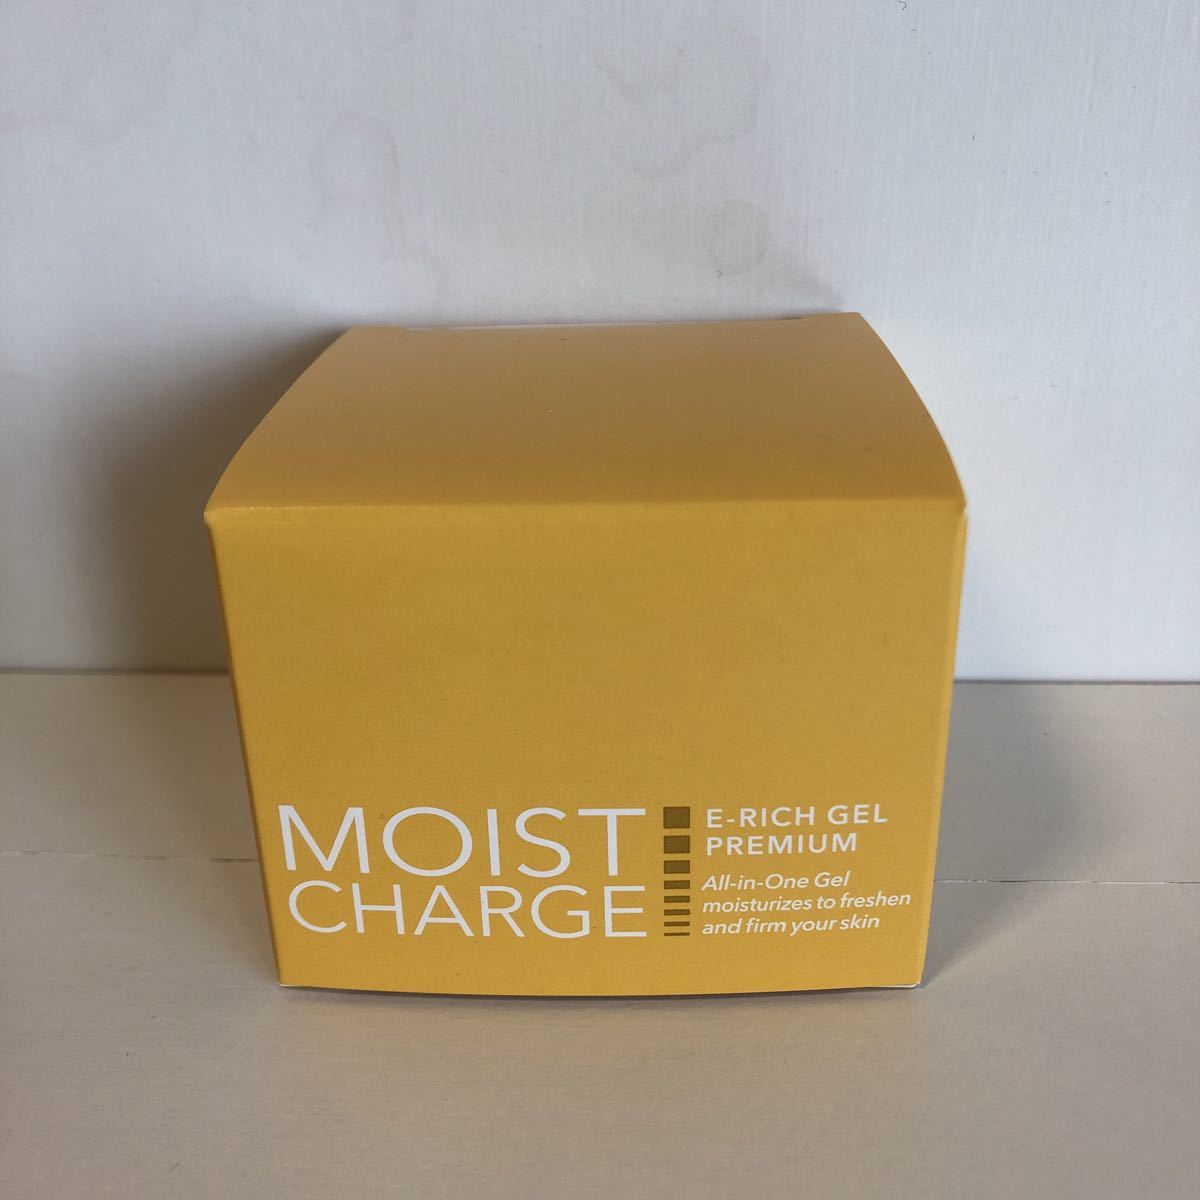 MOIST
CHARGE
E-RICH GEL
PREMIUM
All-in-One Gel
moisturizes to freshen
and firm your skin